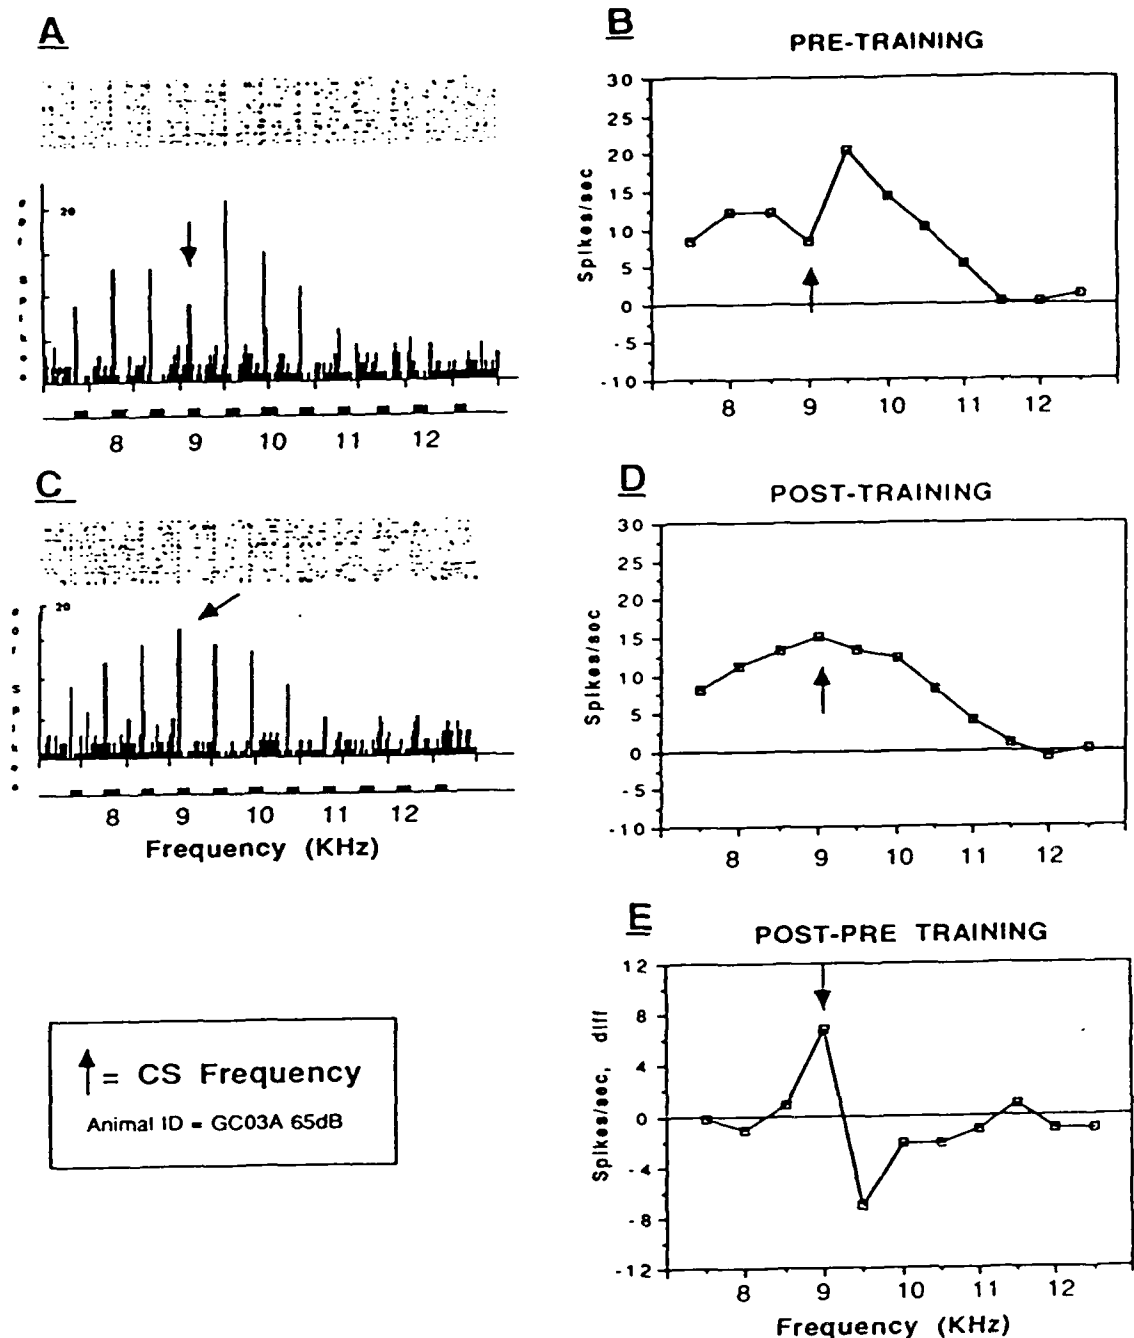 A
20
8 9 10 11 12
B
PRE-TRAINING
Spikes/sec
30
25
20
15
10
5
0
-5
-10
8 9 10 11 12
C
20
8 9 10 11 12
Frequency (KHz)
D
POST-TRAINING
Spikes/sec
30
25
20
15
10
5
0
-5
-10
8 9 10 11 12
E
POST-PRE TRAINING
Spikes/sec, diff
12
8
4
0
-4
-8
-12
8 9 10 11 12
Frequency (KHz)
= CS Frequency
Animal ID = GC03A 65dB